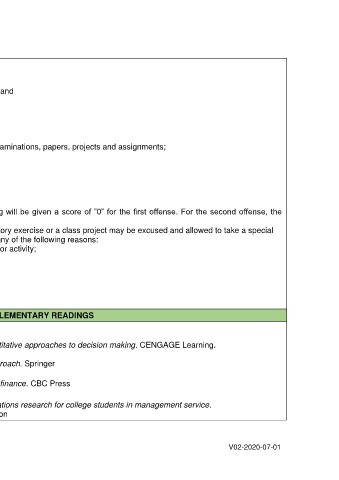 and
aminations, papers, projects and assignments;
g will be given a score of "0" for the first offense. For the second offense, the
ory exercise or a class project may be excused and allowed to take a special
ny of the following reasons:
or activity;
LEMENTARY READINGS
titative approaches to decision making. CENGAGE Learning.
roach. Springer
finance. CBC Press
ations research for college students in management service.
on
V02-2020-07-01